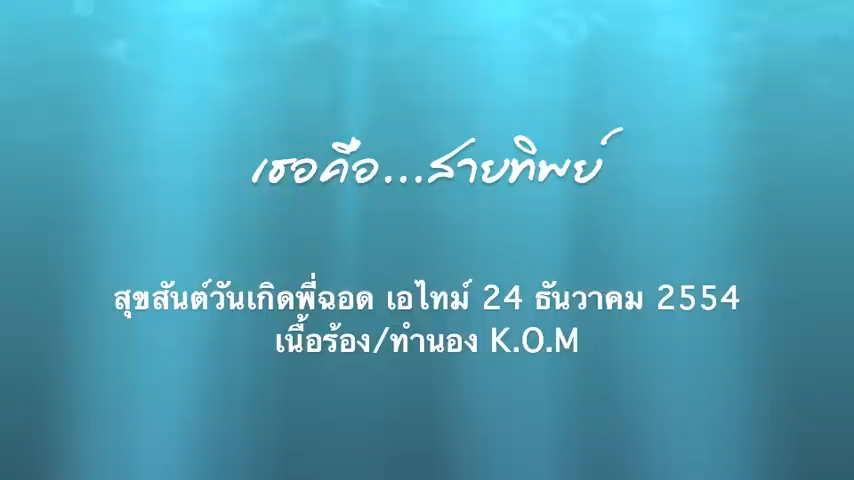 เธอคือ...สายทิพย์
สุขสันต์วันเกิดพี่ฉอด เอไทม์ 24 ธันวาคม 2554
เนื้อร้อง/ทำนอง K.O.M